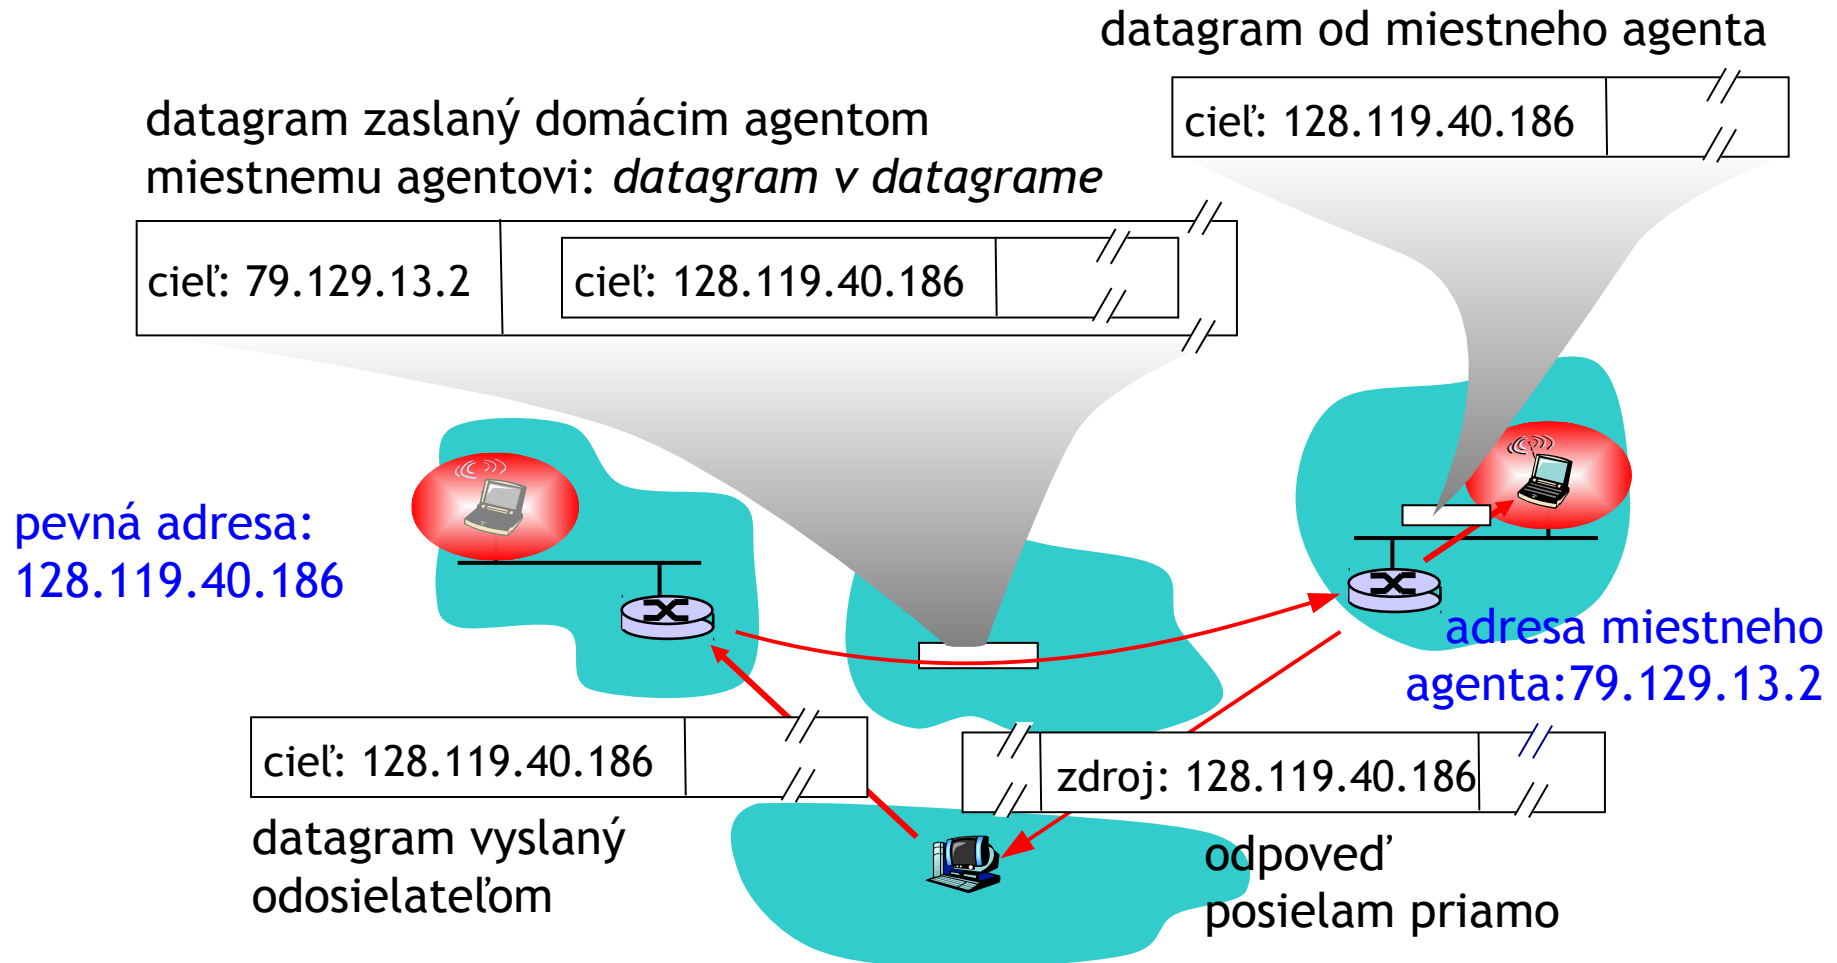 datagram od miestneho agenta
cieľ: 128.119.40.186
datagram zaslaný domácim agentom
miestnemu agentovi: datagram v datagrame
cieľ: 79.129.13.2
cieľ: 128.119.40.186
pevná adresa:
128.119.40.186
adresa miestneho
agenta:79.129.13.2
cieľ: 128.119.40.186
datagram vyslaný
odosielateľom
zdroj: 128.119.40.186
odpoveď
posielam priamo